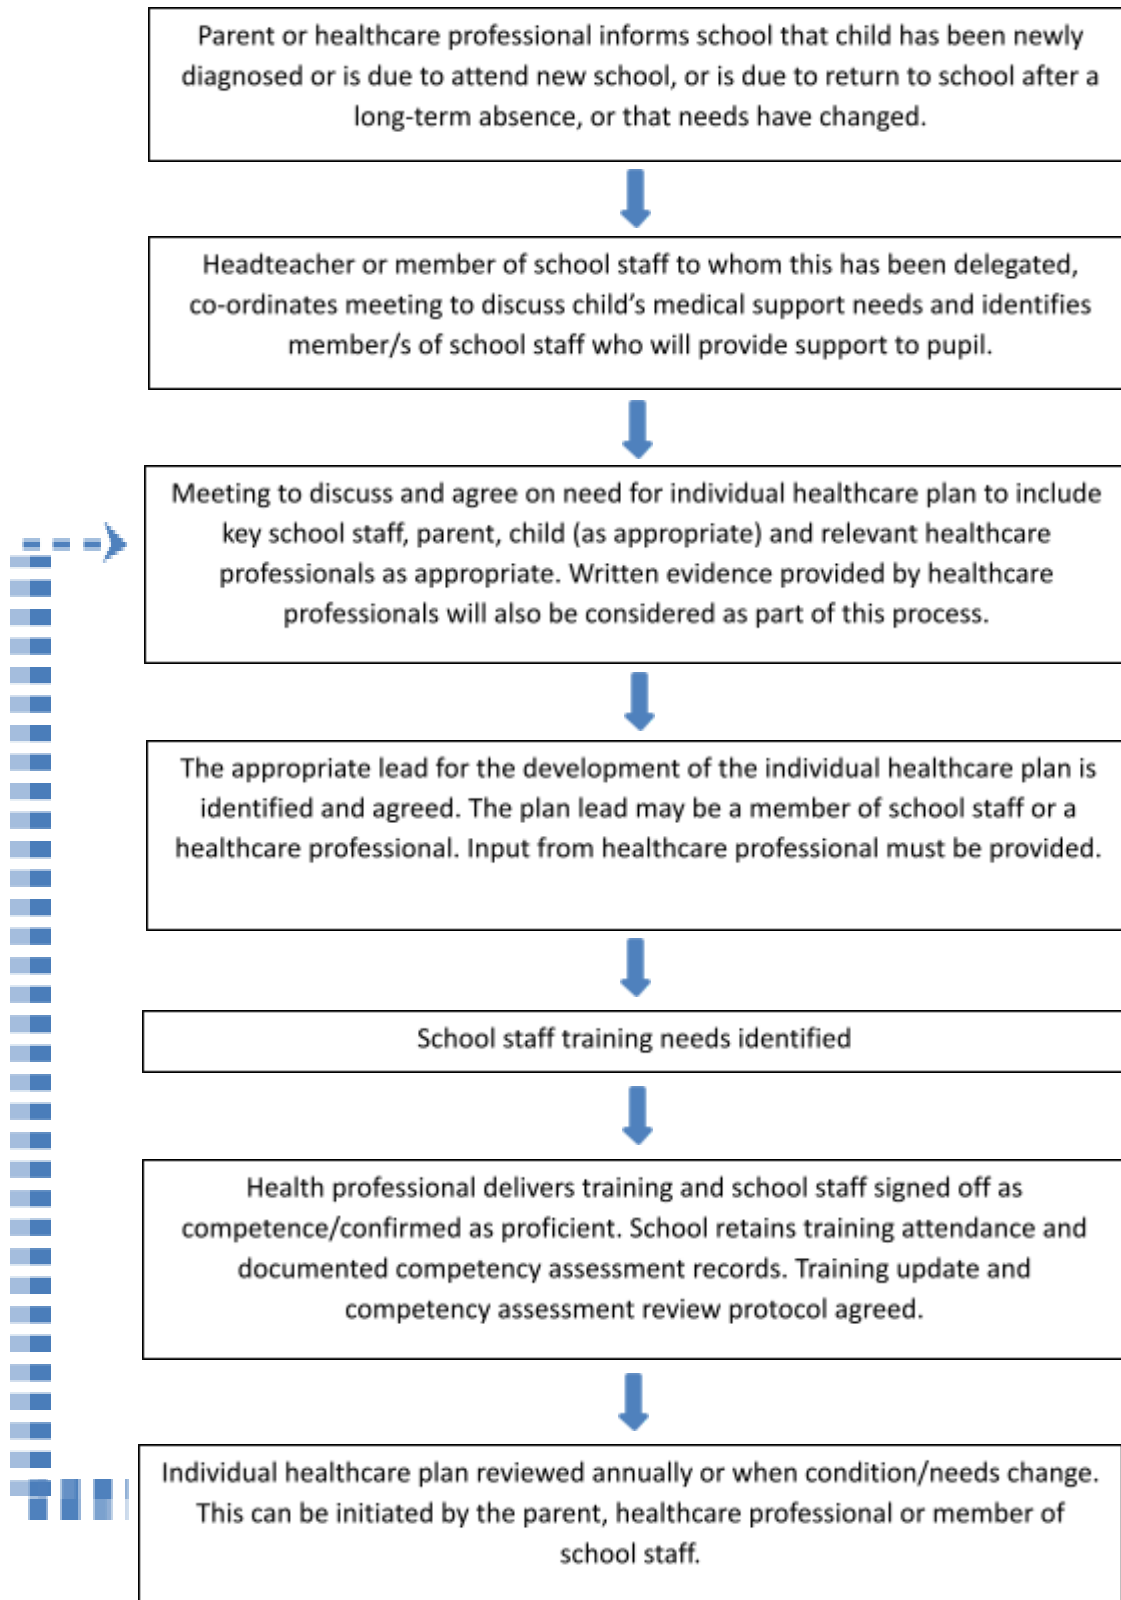 Parent or healthcare professional informs school that child has been newly
diagnosed or is due to attend new school, or is due to return to school after a
long-term absence, or that needs have changed.
Headteacher or member of school staff to whom this has been delegated,
co-ordinates meeting to discuss child's medical support needs and identifies
member/s of school staff who will provide support to pupil.
Meeting to discuss and agree on need for individual healthcare plan to include
key school staff, parent, child (as appropriate) and relevant healthcare
professionals as appropriate. Written evidence provided by healthcare
professionals will also be considered as part of this process.
The appropriate lead for the development of the individual healthcare plan is
identified and agreed. The plan lead may be a member of school staff or a
healthcare professional. Input from healthcare professional must be provided.
School staff training needs identified
Health professional delivers training and school staff signed off as
competence/confirmed as proficient. School retains training attendance and
documented competency assessment records. Training update and
competency assessment review protocol agreed.
Individual healthcare plan reviewed annually or when condition/needs change.
This can be initiated by the parent, healthcare professional or member of
school staff.